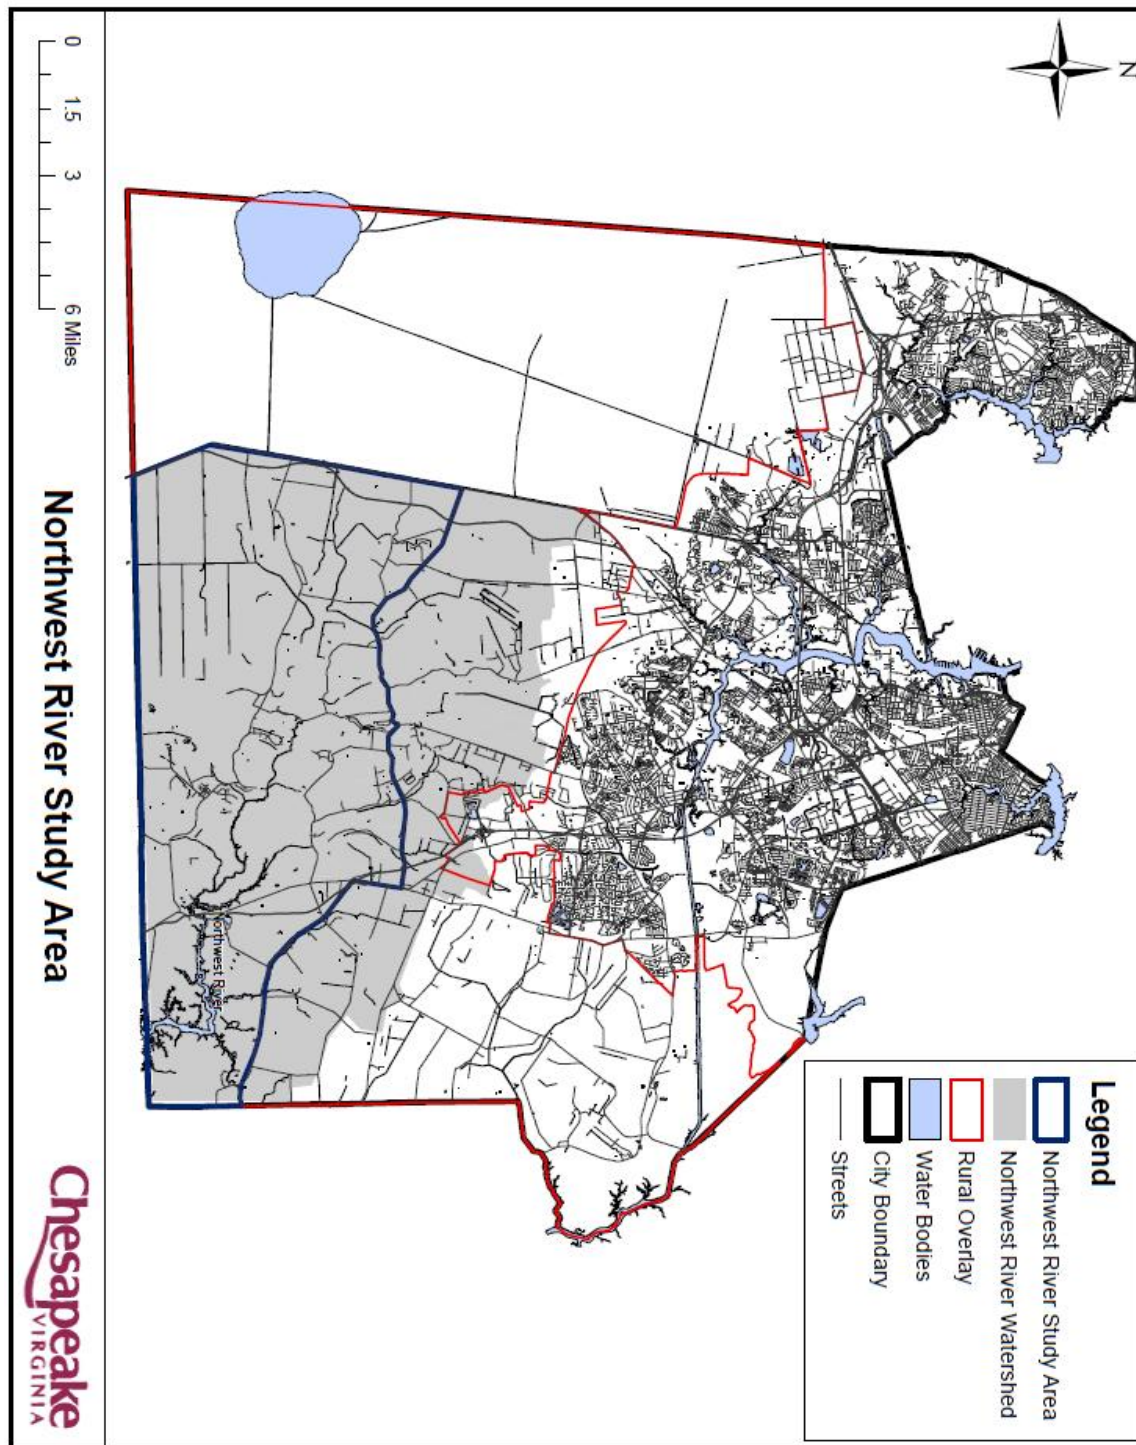 N
Legend
Northwest River Study Area
Northwest River Watershed
Rural Overlay
Water Bodies
City Boundary
Streets
Northwest River
0 1.5 3 6 Miles
Northwest River Study Area
Chesapeake
VIRGINIA